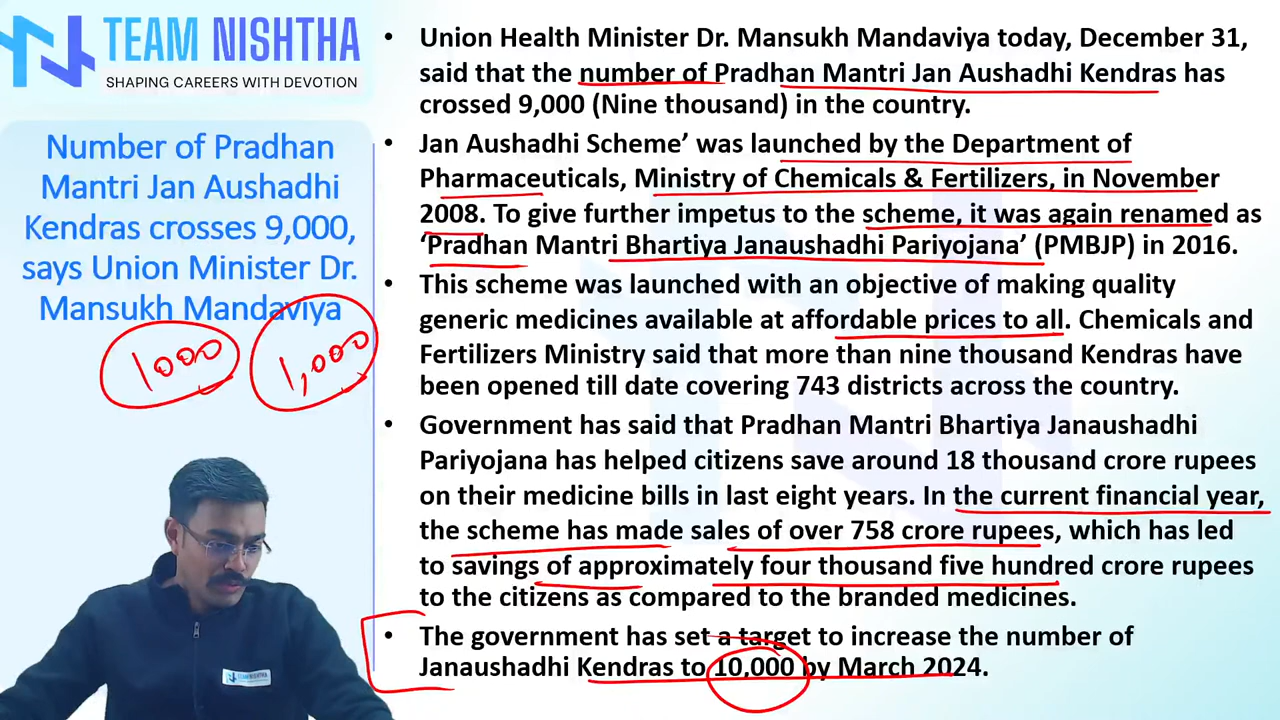 TEAM NISHTHA
SHAPING CAREERS WITH DEVOTION
Number of Pradhan
Mantri Jan Aushadhi
Kendras crosses 9,000,
says Union Minister Dr.
Mansukh Mandaviya
1000
1,000
• Union Health Minister Dr. Mansukh Mandaviya today, December 31,
said that the number of Pradhan Mantri Jan Aushadhi Kendras has
crossed 9,000 (Nine thousand) in the country.
• Jan Aushadhi Scheme’ was launched by the Department of
Pharmaceuticals, Ministry of Chemicals & Fertilizers, in November
2008. To give further impetus to the scheme, it was again renamed as
‘Pradhan Mantri Bhartiya Janaushadhi Pariyojana’ (PMBJP) in 2016.
• This scheme was launched with an objective of making quality
generic medicines available at affordable prices to all. Chemicals and
Fertilizers Ministry said that more than nine thousand Kendras have
been opened till date covering 743 districts across the country.
• Government has said that Pradhan Mantri Bhartiya Janaushadhi
Pariyojana has helped citizens save around 18 thousand crore rupees
on their medicine bills in last eight years. In the current financial year,
the scheme has made sales of over 758 crore rupees, which has led
to savings of approximately four thousand five hundred crore rupees
to the citizens as compared to the branded medicines.
• The government has set a target to increase the number of
Janaushadhi Kendras to 10,000 by March 2024.
TEAM NISHTHA